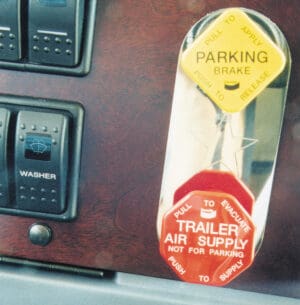 PULL TO APPLY
PARKING
BRAKE
PUSH TO RELEASE
WASHER
PULL TO EVACUATE
TRAILER
AIR SUPPLY
NOT FOR PARKING
PUSH TO SUPPLY